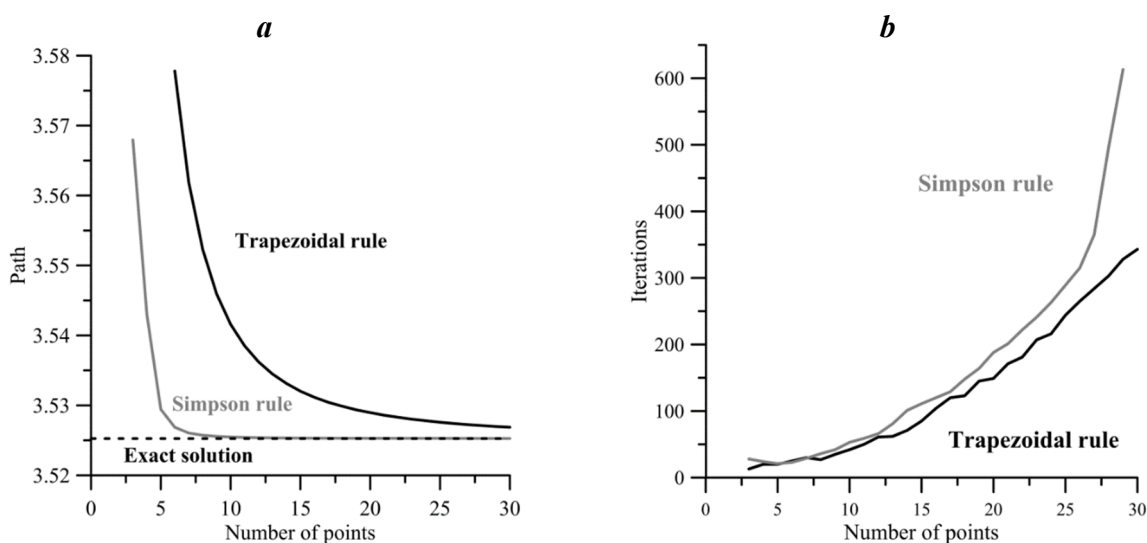 a
3.58
3.57
3.56
3.55
3.54
3.53
3.52
Path
Trapezoidal rule
Simpson rule
Exact solution
0 5 10 15 20 25 30
Number of points
b
600
500
400
300
200
100
0
Iterations
Simpson rule
Trapezoidal rule
0 5 10 15 20 25 30
Number of points